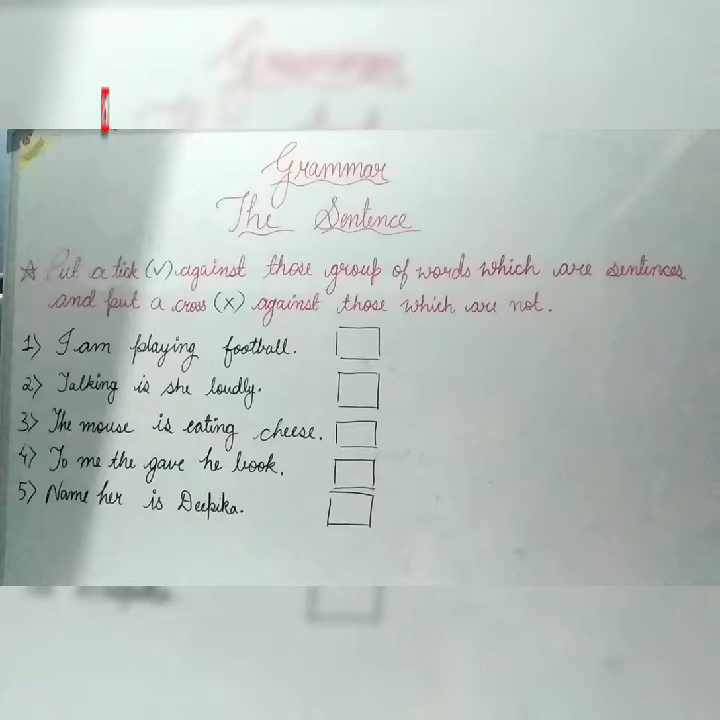 Grammar
The Sentence
☆ Put a tick (✓) against those group of words which are sentences
and put a cross (×) against those which are not.
1) I am playing football.
2) Talking is she loudly.
3) The mouse is eating cheese.
4) To me the gave he book.
5) Name her is Deepika.